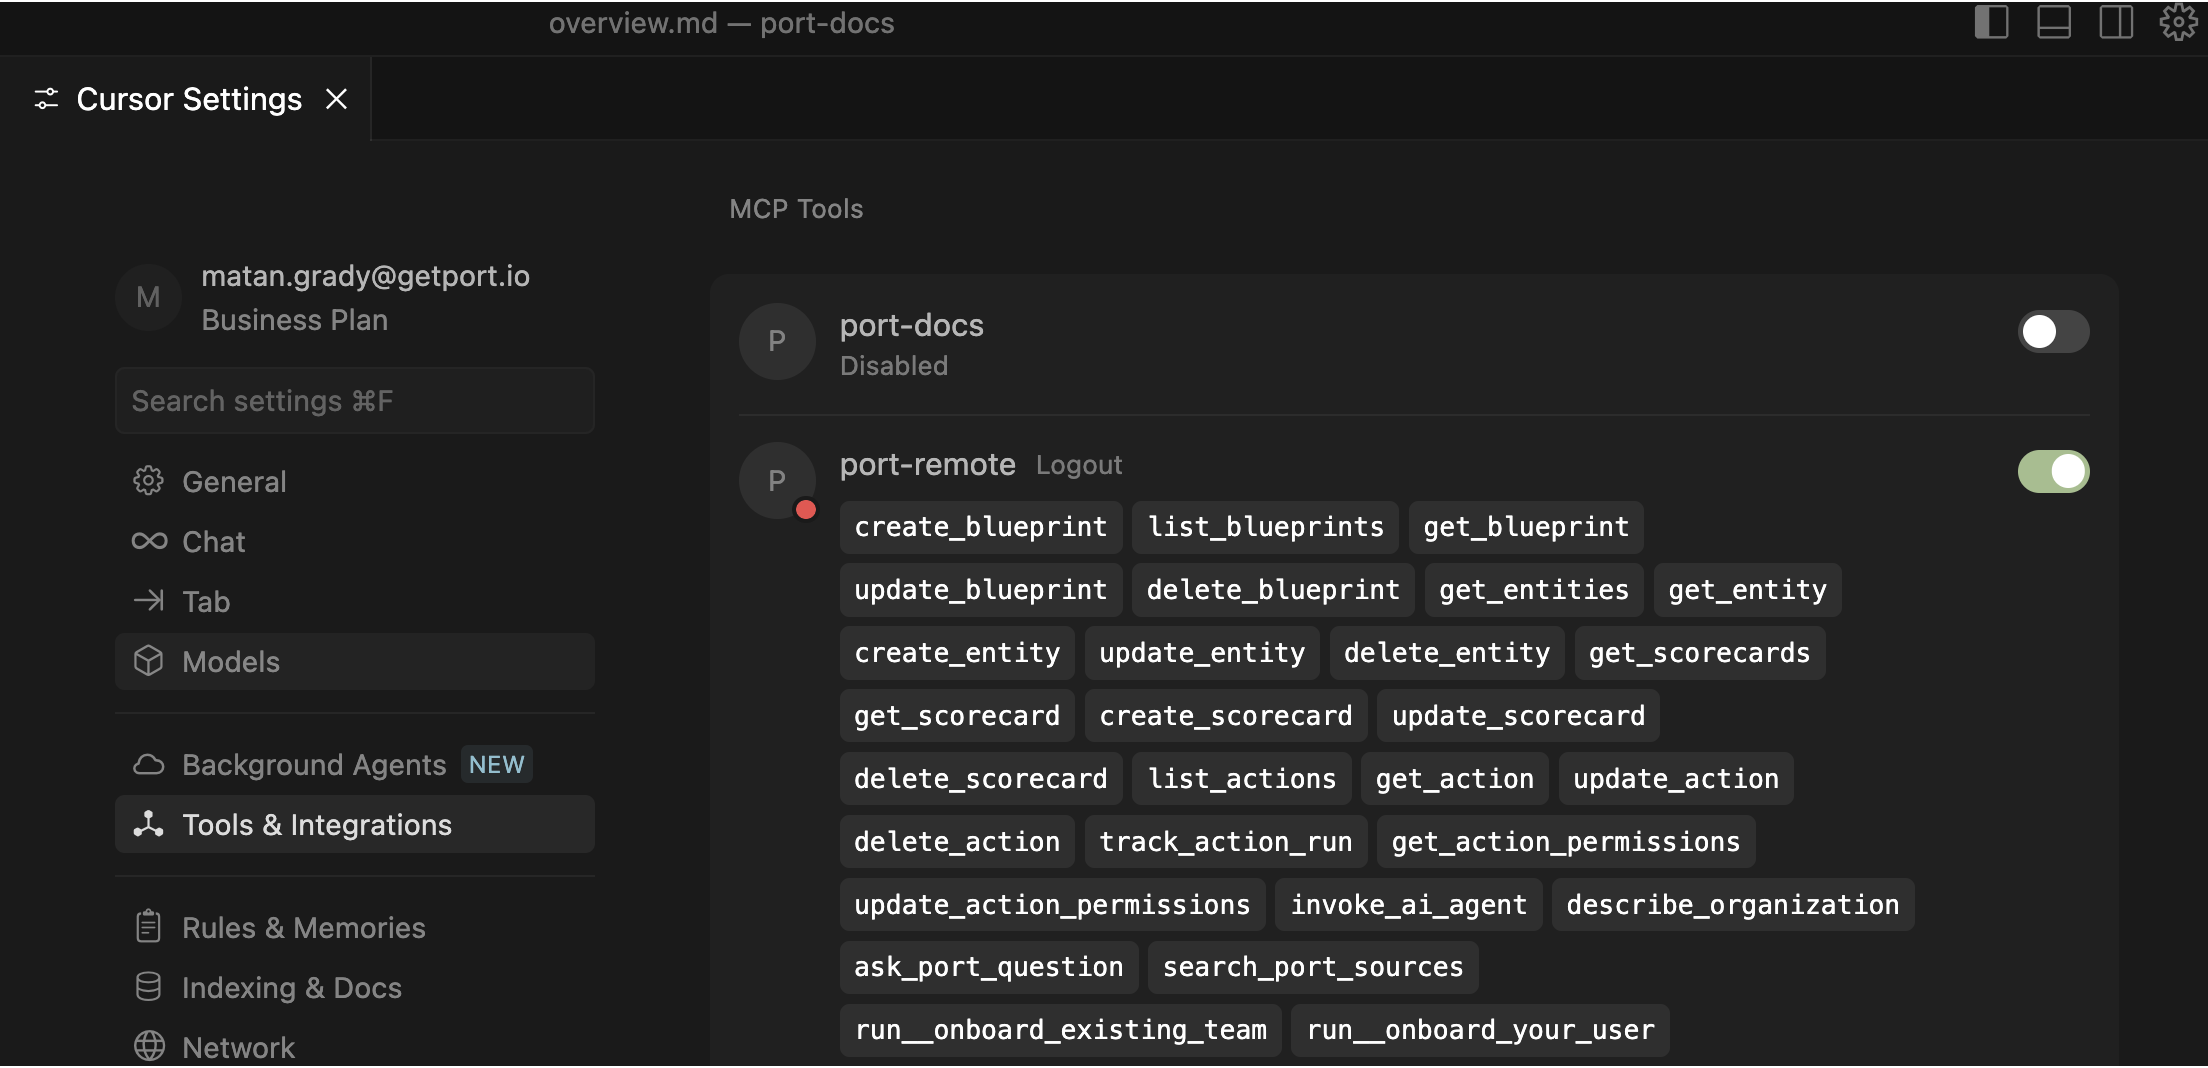 overview.md — port-docs
Cursor Settings
MCP Tools
M
matan.grady@getport.io
Business Plan
Search settings ⌘F
General
Chat
Tab
Models
Background Agents NEW
Tools & Integrations
Rules & Memories
Indexing & Docs
Network
P
port-docs
Disabled
P
port-remote Logout
create_blueprint list_blueprints get_blueprint
update_blueprint delete_blueprint get_entities get_entity
create_entity update_entity delete_entity get_scorecards
get_scorecard create_scorecard update_scorecard
delete_scorecard list_actions get_action update_action
delete_action track_action_run get_action_permissions
update_action_permissions invoke_ai_agent describe_organization
ask_port_question search_port_sources
run__onboard_existing_team run__onboard_your_user